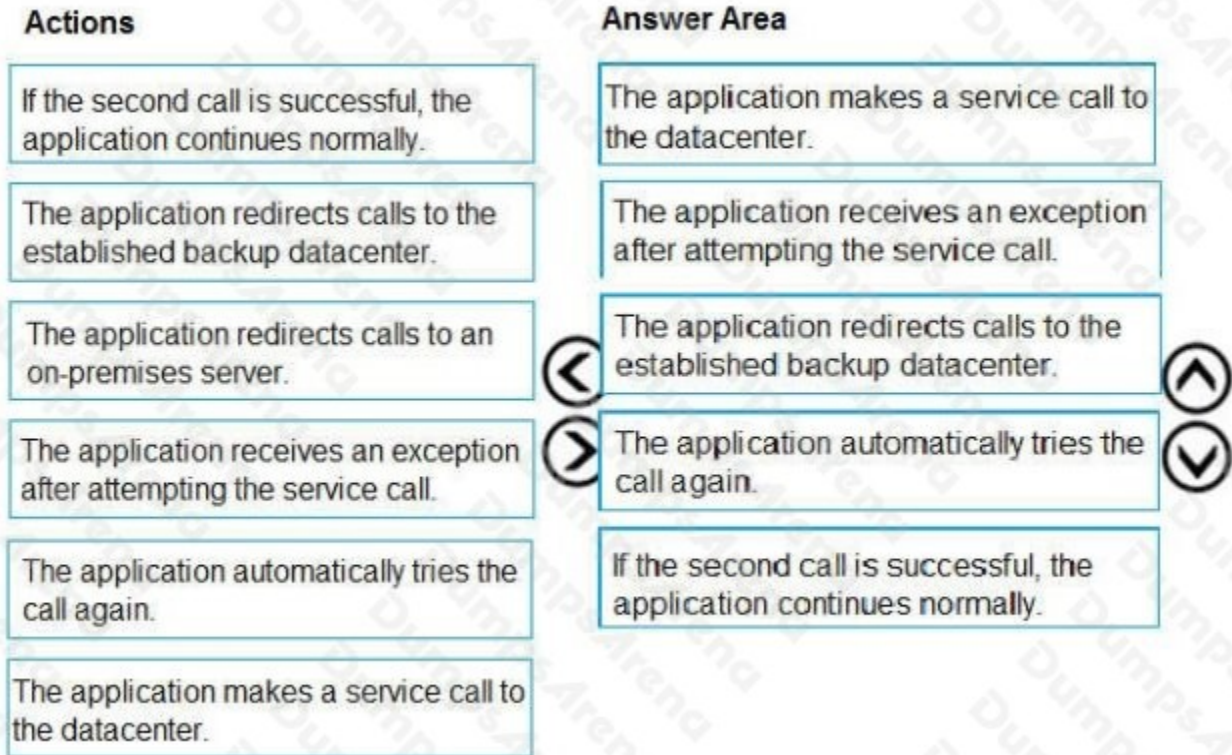 Actions
If the second call is successful, the
application continues normally.
The application redirects calls to the
established backup datacenter.
The application redirects calls to an
on-premises server.
The application receives an exception
after attempting the service call.
The application automatically tries the
call again.
The application makes a service call to
the datacenter.
Answer Area
The application makes a service call to
the datacenter.
The application receives an exception
after attempting the service call.
The application redirects calls to the
established backup datacenter.
The application automatically tries the
call again.
If the second call is successful, the
application continues normally.
DumpsArena